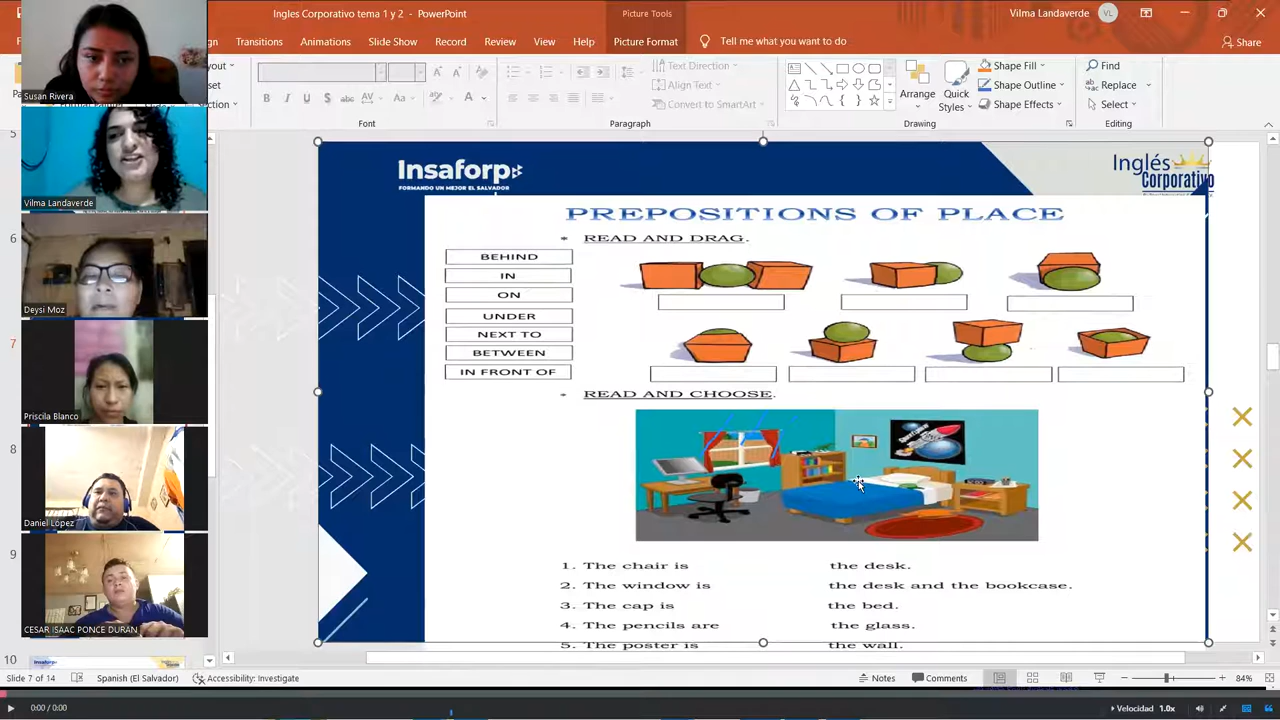 Ingles Corporativo tema 1 y 2 - PowerPoint
Picture Tools
Vilma Landaverde
VL
Transitions
Animations
Slide Show
Record
Review
View
Help
Picture Format
Tell me what you want to do
Share
Text Direction
Align Text
Convert to SmartArt
Arrange
Quick Styles
Shape Fill
Shape Outline
Shape Effects
Find
Replace
Select
Font
Paragraph
Drawing
Editing
Susan Rivera
Vilma Landaverde
Deysi Moz
Priscila Blanco
Daniel López
CESAR ISAAC PONCE DURAN
5
6
7
8
9
10
Insaforp
FORMANDO UN MEJOR EL SALVADOR
Inglés
Corporativo
PREPOSITIONS OF PLACE
* READ AND DRAG.
BEHIND
IN
ON
UNDER
NEXT TO
BETWEEN
IN FRONT OF
READ AND CHOOSE.
1. The chair is the desk.
2. The window is the desk and the bookcase.
3. The cap is the bed.
4. The pencils are the glass.
5. The poster is the wall.
Slide 7 of 14
Spanish (El Salvador)
Accessibility: Investigate
Notes
Comments
84%
0:00 / 0:00
Velocidad 1.0x